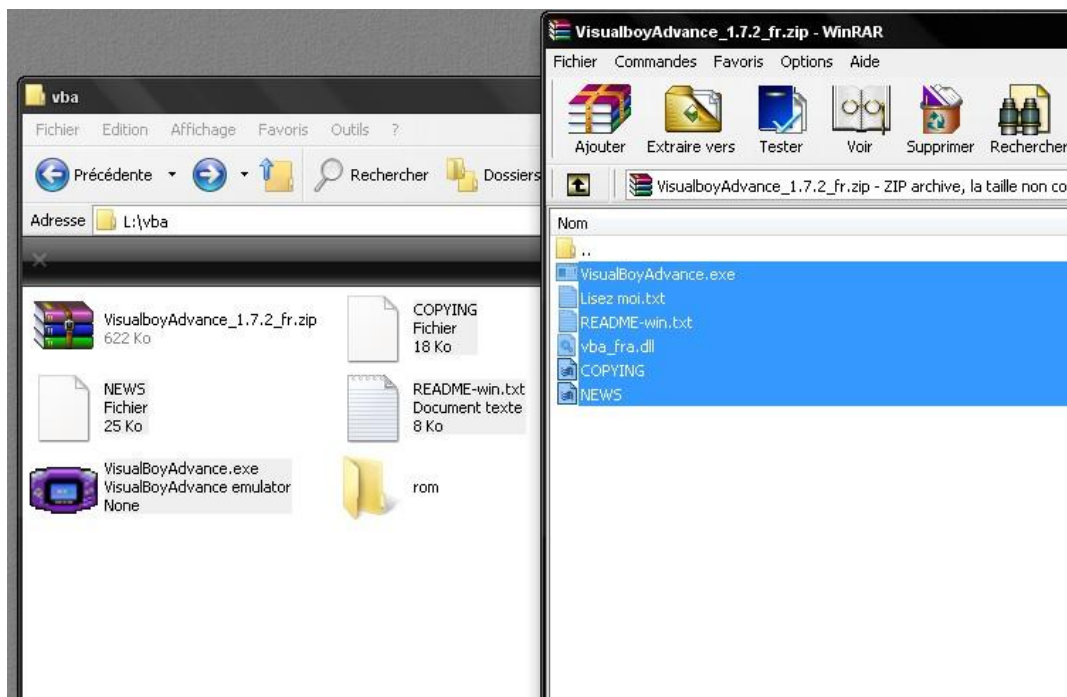 vba
Fichier Edition Affichage Favoris Outils ?
Précédente Rechercher Dossiers
Adresse L:\vba
VisualboyAdvance_1.7.2_fr.zip
622 Ko
COPYING
Fichier
18 Ko
NEWS
Fichier
25 Ko
README-win.txt
Document texte
8 Ko
VisualBoyAdvance.exe
VisualBoyAdvance emulator
None
rom
VisualboyAdvance_1.7.2_fr.zip - WinRAR
Fichier Commandes Favoris Options Aide
Ajouter Extraire vers Tester Voir Supprimer Rechercher
VisualboyAdvance_1.7.2_fr.zip - ZIP archive, la taille non co
Nom
..
VisualBoyAdvance.exe
Lisez moi.txt
README-win.txt
vba_fra.dll
COPYING
NEWS